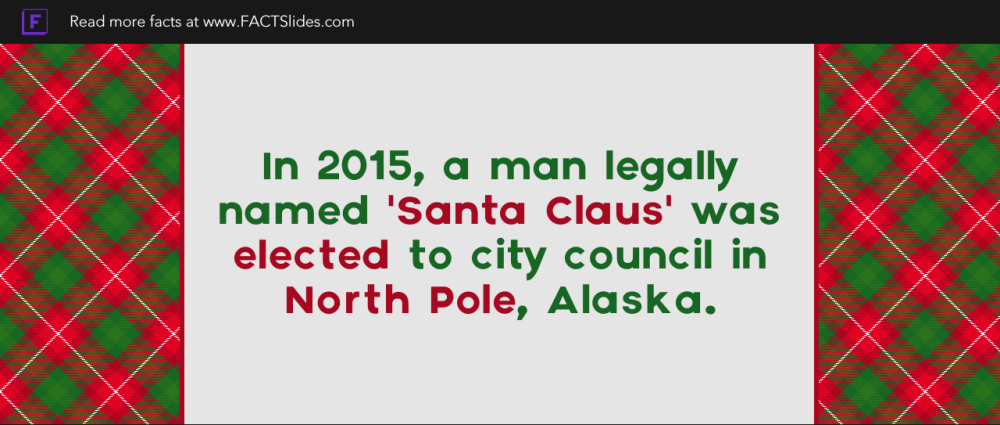 F
Read more facts at www.FACTSlides.com
In 2015, a man legally
named 'Santa Claus' was
elected to city council in
North Pole, Alaska.